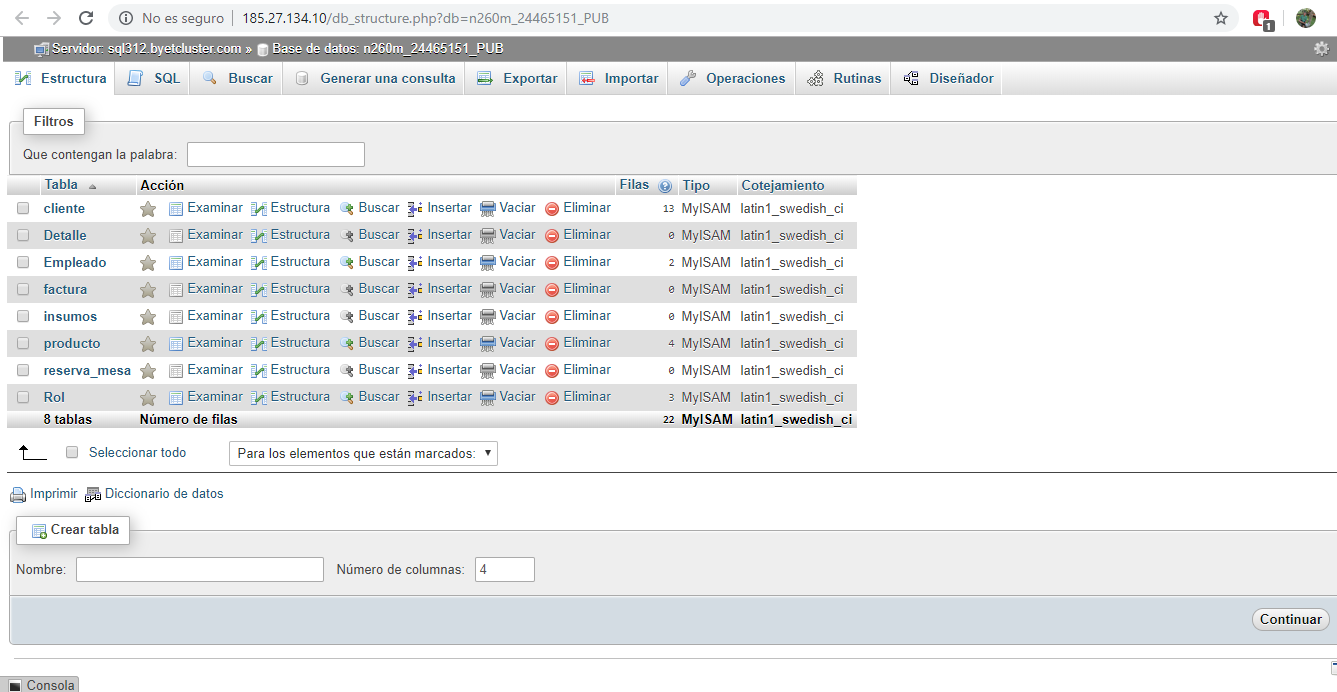 No es seguro 185.27.134.10/db_structure.php?db=n260m_24465151_PUB
1
Servidor: sql312.byetcluster.com » Base de datos: n260m_24465151_PUB
Estructura SQL Buscar Generar una consulta Exportar Importar Operaciones Rutinas Diseñador
Filtros
Que contengan la palabra:
Tabla Acción Filas Tipo Cotejamiento
cliente Examinar Estructura Buscar Insertar Vaciar Eliminar 13 MyISAM latin1_swedish_ci
Detalle Examinar Estructura Buscar Insertar Vaciar Eliminar 0 MyISAM latin1_swedish_ci
Empleado Examinar Estructura Buscar Insertar Vaciar Eliminar 2 MyISAM latin1_swedish_ci
factura Examinar Estructura Buscar Insertar Vaciar Eliminar 0 MyISAM latin1_swedish_ci
insumos Examinar Estructura Buscar Insertar Vaciar Eliminar 0 MyISAM latin1_swedish_ci
producto Examinar Estructura Buscar Insertar Vaciar Eliminar 4 MyISAM latin1_swedish_ci
reserva_mesa Examinar Estructura Buscar Insertar Vaciar Eliminar 0 MyISAM latin1_swedish_ci
Rol Examinar Estructura Buscar Insertar Vaciar Eliminar 3 MyISAM latin1_swedish_ci
8 tablas Número de filas 22 MyISAM latin1_swedish_ci
Seleccionar todo Para los elementos que están marcados:
Imprimir Diccionario de datos
Crear tabla
Nombre: Número de columnas: 4
Continuar
Consola